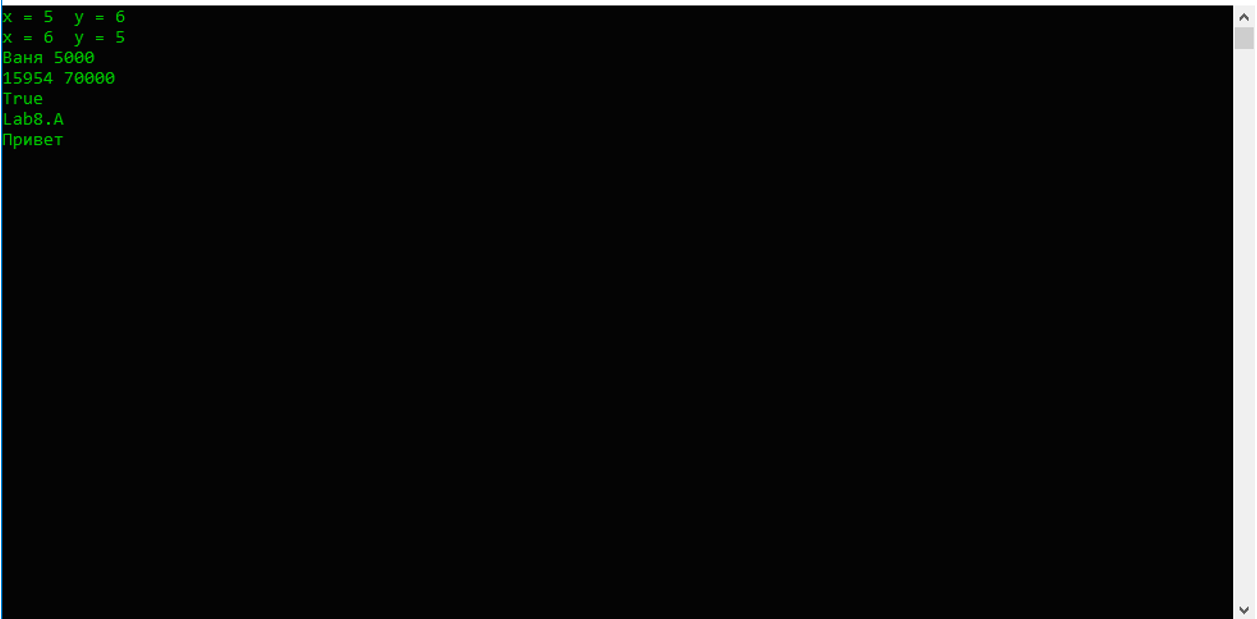 x = 5  y = 6
x = 6  y = 5
Ваня 5000
15954 70000
True
Lab8.A
Привет